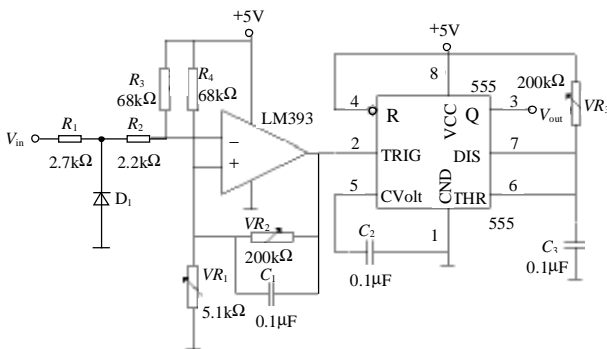 +5V
+5V
R3
68kΩ
R4
68kΩ
LM393
Vin
R1
2.7kΩ
R2
2.2kΩ
D1
−
+
VR2
200kΩ
C1
0.1μF
VR1
5.1kΩ
8
555
200kΩ
VR3
4
R
VCC
Q
3
Vout
2
TRIG
DIS
7
5
CVolt
CND
THR
6
1
555
C2
0.1μF
C3
0.1μF